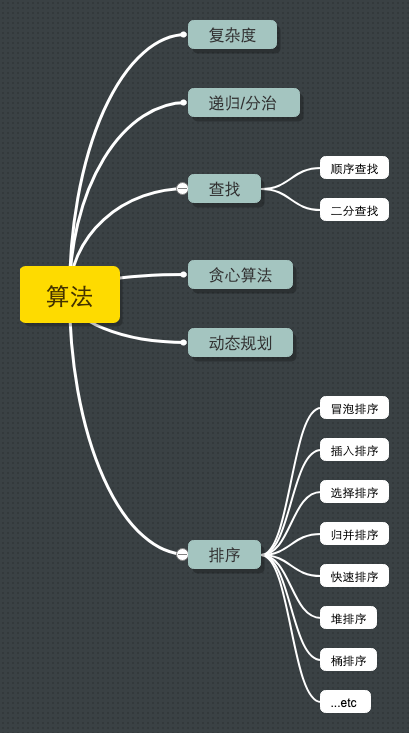 算法
复杂度
递归/分治
查找
顺序查找
二分查找
贪心算法
动态规划
排序
冒泡排序
插入排序
选择排序
归并排序
快速排序
堆排序
桶排序
...etc